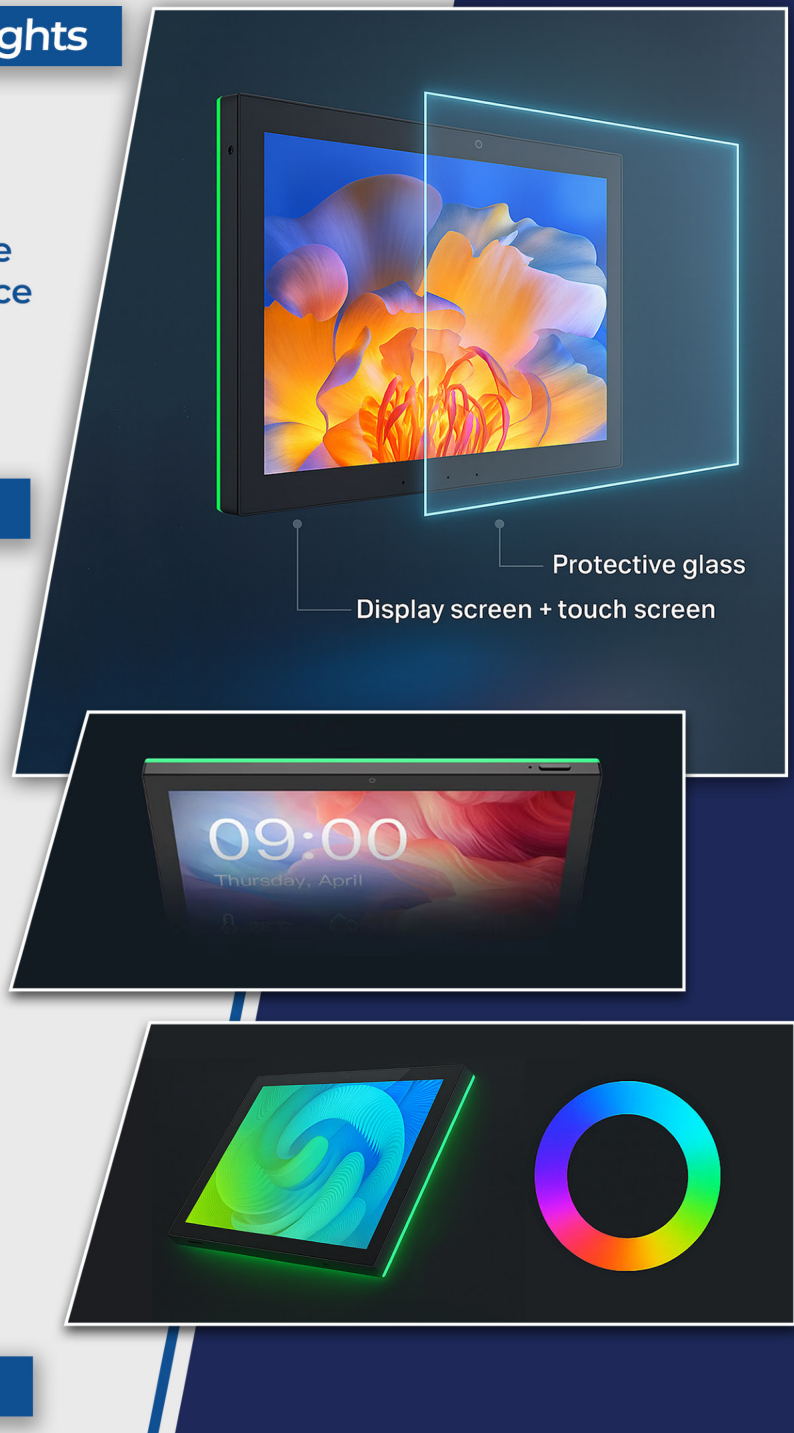 ghts
e
ce
Protective glass
Display screen + touch screen
09:00
Thursday, April